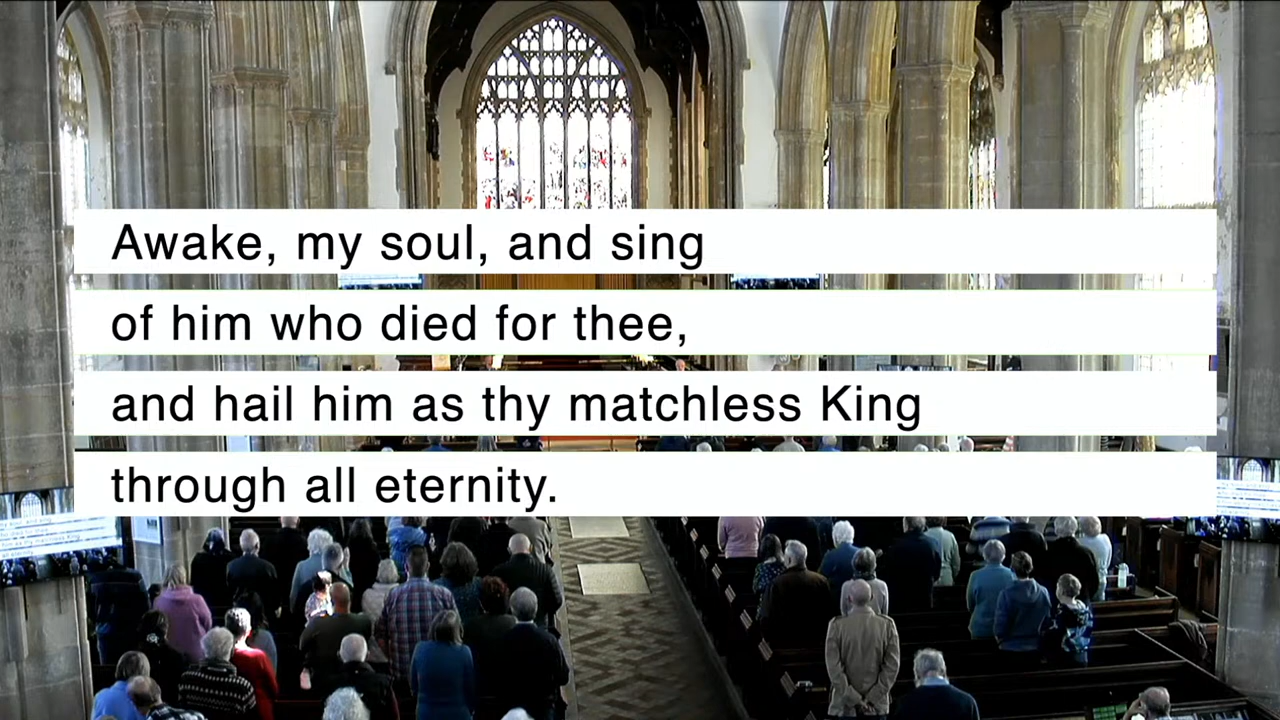 Awake, my soul, and sing
of him who died for thee,
and hail him as thy matchless King
through all eternity.